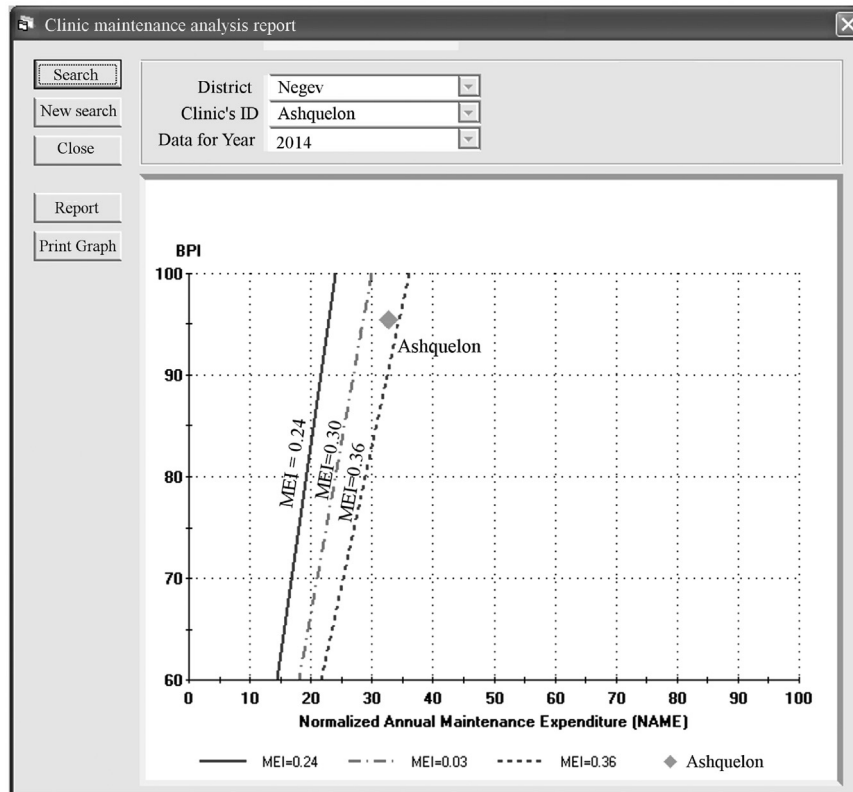 Clinic maintenance analysis report
Search
New search
Close
Report
Print Graph
District Negev
Clinic's ID Ashquelon
Data for Year 2014
BPI
100
90
80
70
60
MEI = 0.24
MEI=0.30
MEI=0.36
Ashquelon
0 10 20 30 40 50 60 70 80 90 100
Normalized Annual Maintenance Expenditure (NAME)
MEI=0.24 MEI=0.03 MEI=0.36 Ashquelon